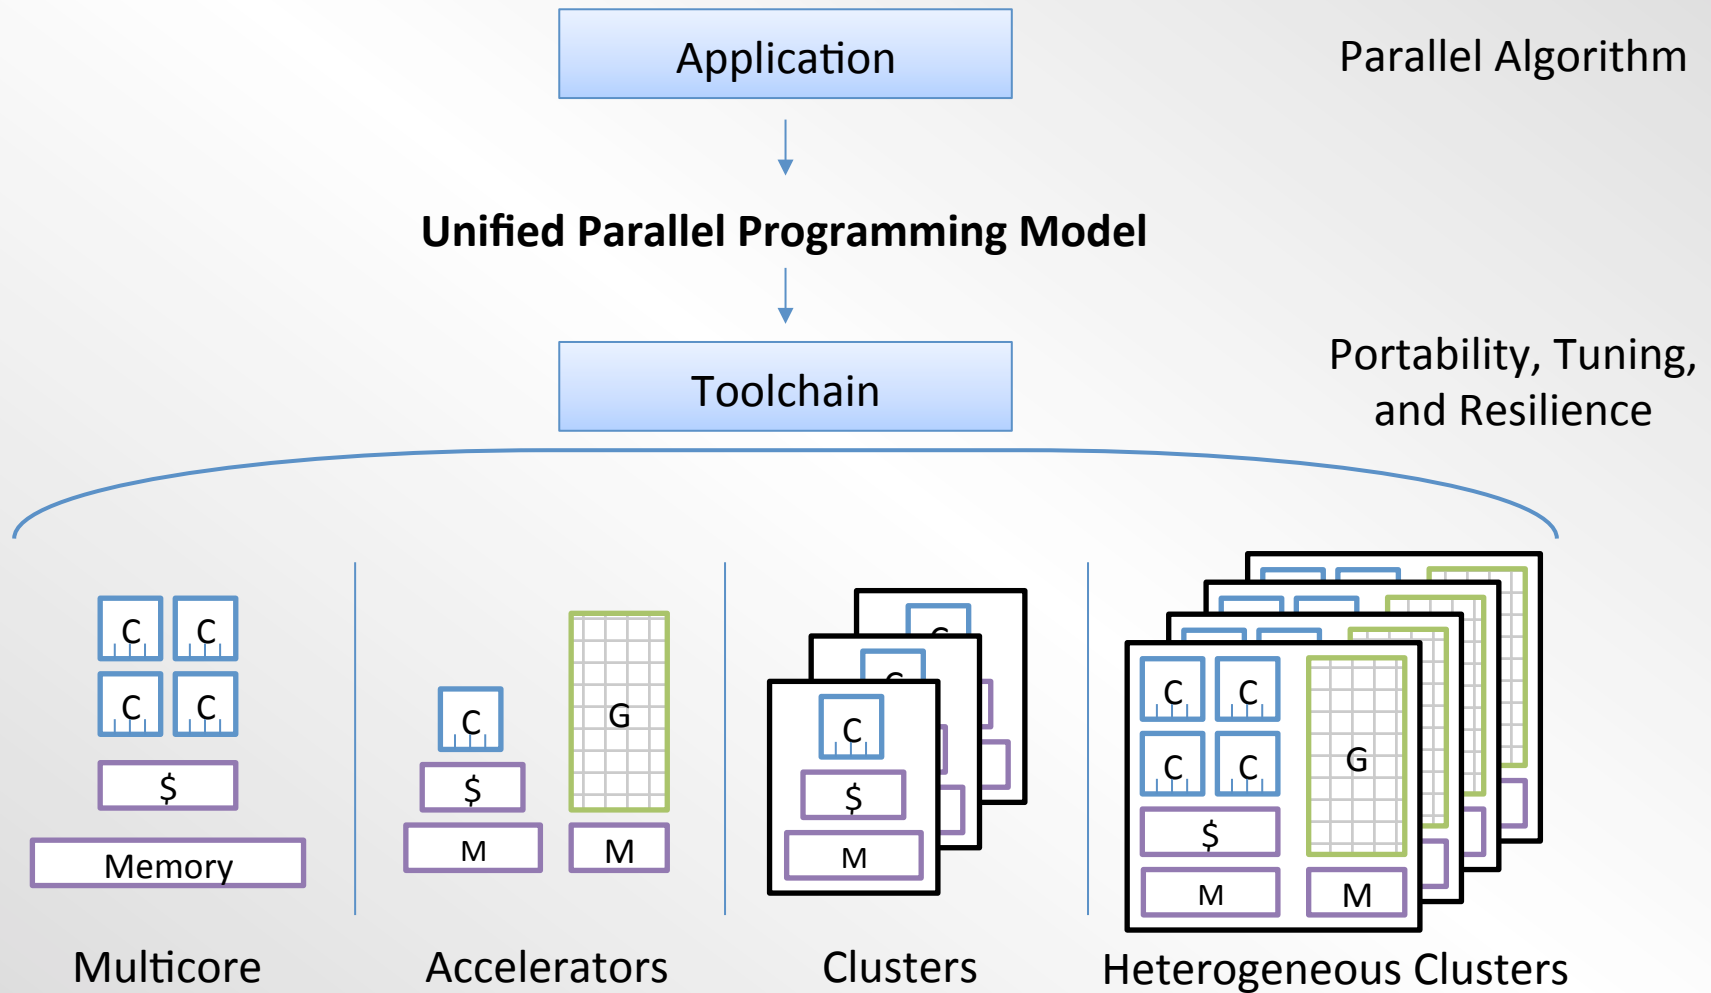 Application
Parallel Algorithm
Unified Parallel Programming Model
Toolchain
Portability, Tuning,
and Resilience
C C
C C
$
Memory
Multicore
C
G
$
M M
Accelerators
C
C
C
$
M
Clusters
C C
C C
G
$
M M
Heterogeneous Clusters